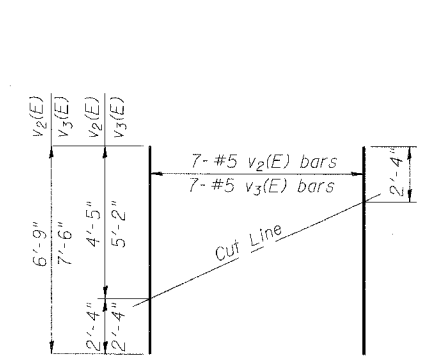 v2(E)
v3(E)
v2(E)
v3(E)
7- #5 v2(E) bars
7- #5 v3(E) bars
2'-4"
6'-9"
7'-6"
4'-5"
5'-2"
Cut Line
2'-4"
2'-4"